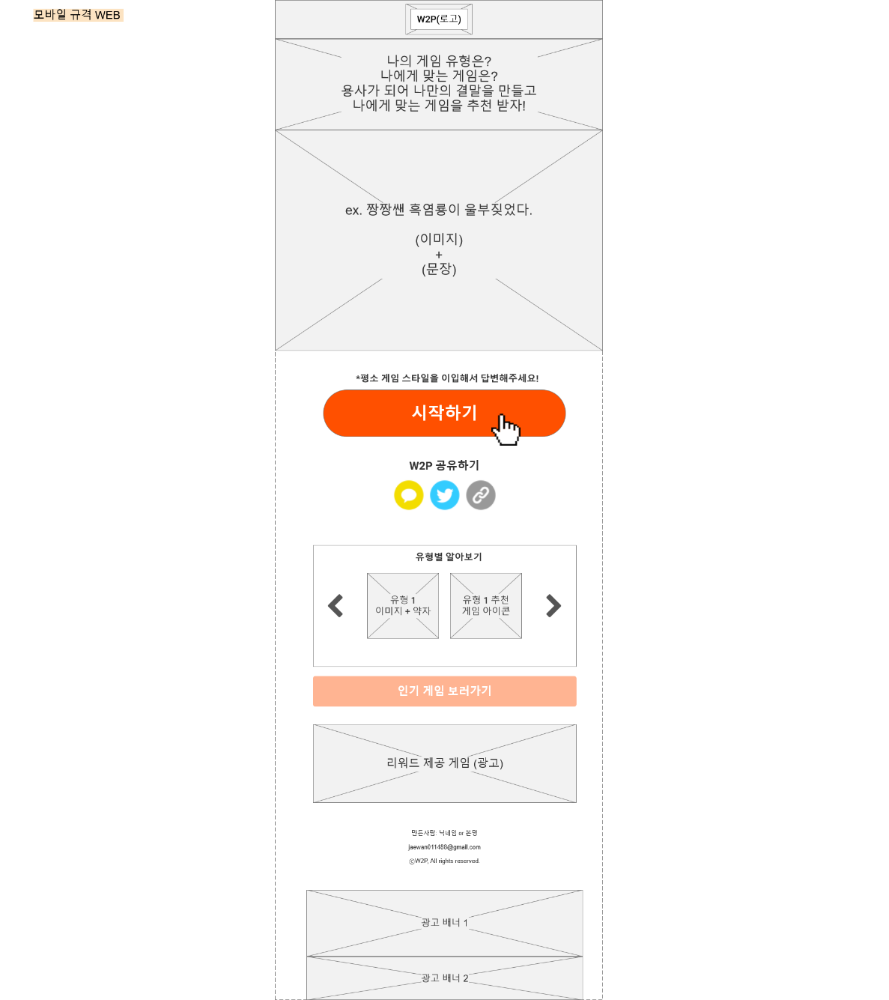 모바일 규격 WEB
W2P(로고)
나의 게임 유형은?
나에게 맞는 게임은?
용사가 되어 나만의 결말을 만들고
나에게 맞는 게임을 추천 받자!
ex. 짱짱쌘 흑염룡이 울부짖었다.
(이미지)
+
(문장)
*평소 게임 스타일을 이입해서 답변해주세요!
시작하기
W2P 공유하기
유형별 알아보기
유형 1
이미지 + 약자
유형 1 추천
게임 아이콘
인기 게임 보러가기
리워드 제공 게임 (광고)
만든사람: 닉네임 or 본명
jaewan011488@gmail.com
ⓒW2P, All rights reserved.
광고 배너 1
광고 배너 2